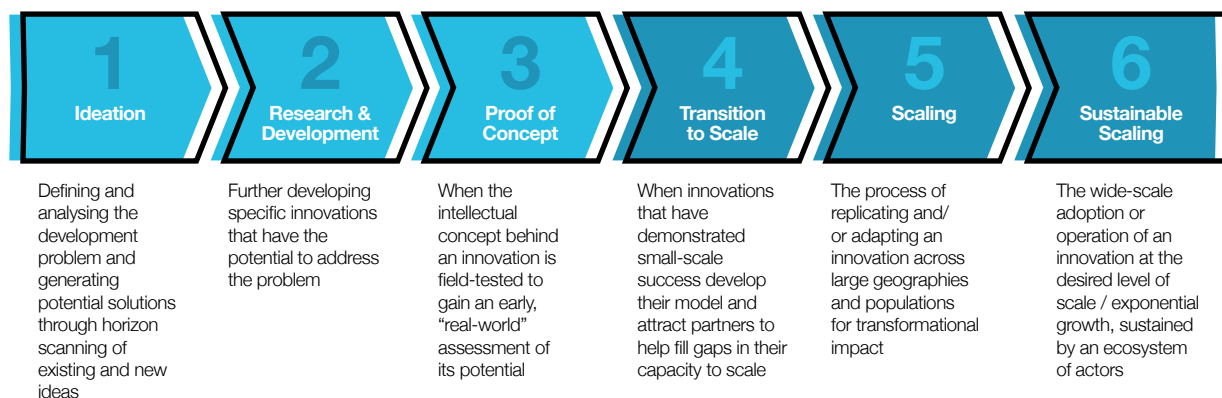 1
Ideation
Defining and
analysing the
development
problem and
generating
potential solutions
through horizon
scanning of
existing and new
ideas
2
Research &
Development
Further developing
specific innovations
that have the
potential to address
the problem
3
Proof of
Concept
When the
intellectual
concept behind
an innovation is
field-tested to
gain an early,
“real-world”
assessment of
its potential
4
Transition
to Scale
When innovations
that have
demonstrated
small-scale
success develop
their model and
attract partners to
help fill gaps in their
capacity to scale
5
Scaling
The process of
replicating and/
or adapting an
innovation across
large geographies
and populations
for transformational
impact
6
Sustainable
Scaling
The wide-scale
adoption or
operation of an
innovation at the
desired level of
scale / exponential
growth, sustained
by an ecosystem
of actors